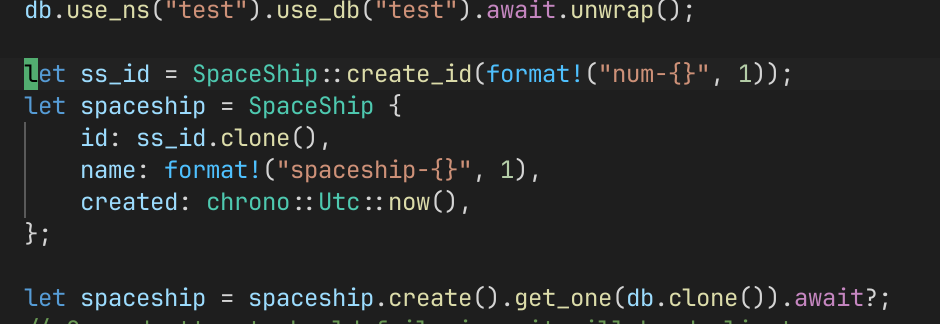 db.use_ns("test").use_db("test").await.unwrap();
let ss_id = SpaceShip::create_id(format!("num-{}", 1));
let spaceship = SpaceShip {
id: ss_id.clone(),
name: format!("spaceship-{}", 1),
created: chrono::Utc::now(),
};
let spaceship = spaceship.create().get_one(db.clone()).await?;